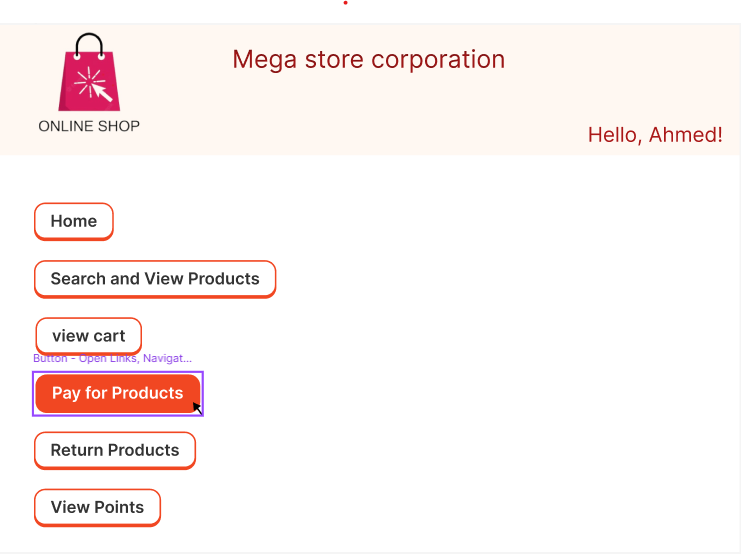 Mega store corporation
ONLINE SHOP
Hello, Ahmed!
Home
Search and View Products
view cart
Button - Open Links, Navigat...
Pay for Products
Return Products
View Points